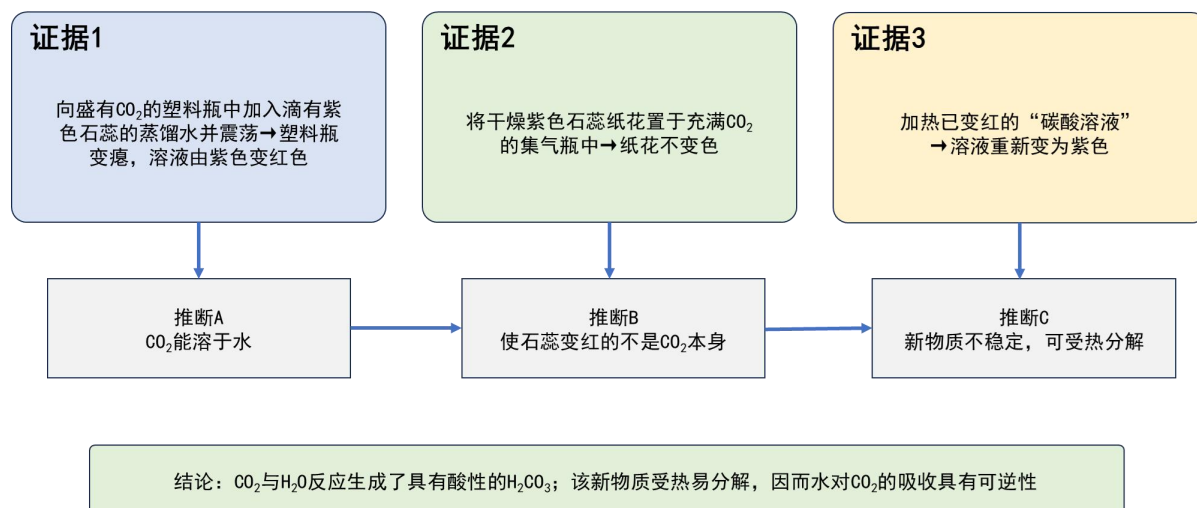 证据1
向盛有CO₂的塑料瓶中加入滴有紫
色石蕊的蒸馏水并震荡→塑料瓶
变瘪，溶液由紫色变红色
证据2
将干燥紫色石蕊纸花置于充满CO₂
的集气瓶中→纸花不变色
证据3
加热已变红的“碳酸溶液”
→溶液重新变为紫色
推断A
CO₂能溶于水
推断B
使石蕊变红的不是CO₂本身
推断C
新物质不稳定，可受热分解
结论：CO₂与H₂O反应生成了具有酸性的H₂CO₃；该新物质受热易分解，因而水对CO₂的吸收具有可逆性